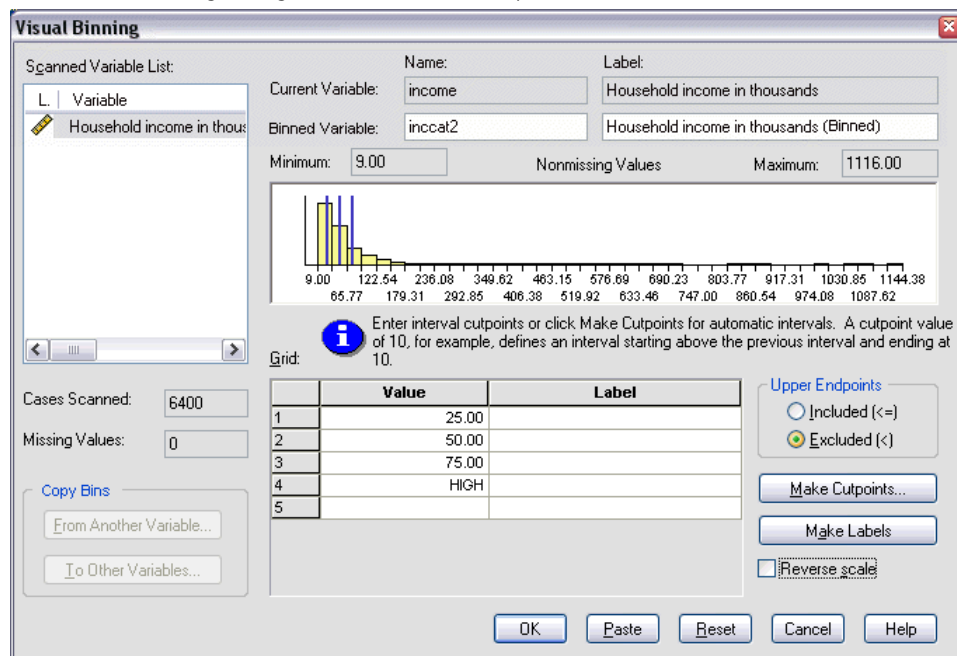 Visual Binning
Scanned Variable List:
L. Variable
Household income in thous
Name:
Label:
Current Variable:
income
Household income in thousands
Binned Variable:
inccat2
Household income in thousands (Binned)
Minimum:
9.00
Nonmissing Values
Maximum:
1116.00
9.00 122.54 236.08 349.62 463.15 576.69 690.23 803.77 917.31 1030.85 1144.38
65.77 179.31 292.85 406.38 519.92 633.46 747.00 860.54 974.08 1087.62
Enter interval cutpoints or click Make Cutpoints for automatic intervals. A cutpoint value
of 10, for example, defines an interval starting above the previous interval and ending at
10.
Grid:
Cases Scanned:
6400
Missing Values:
0
Copy Bins
From Another Variable...
To Other Variables...
Value Label
1 25.00
2 50.00
3 75.00
4 HIGH
5
Upper Endpoints
Included (<=)
Excluded (<)
Make Cutpoints...
Make Labels
Reverse scale
OK
Paste
Reset
Cancel
Help